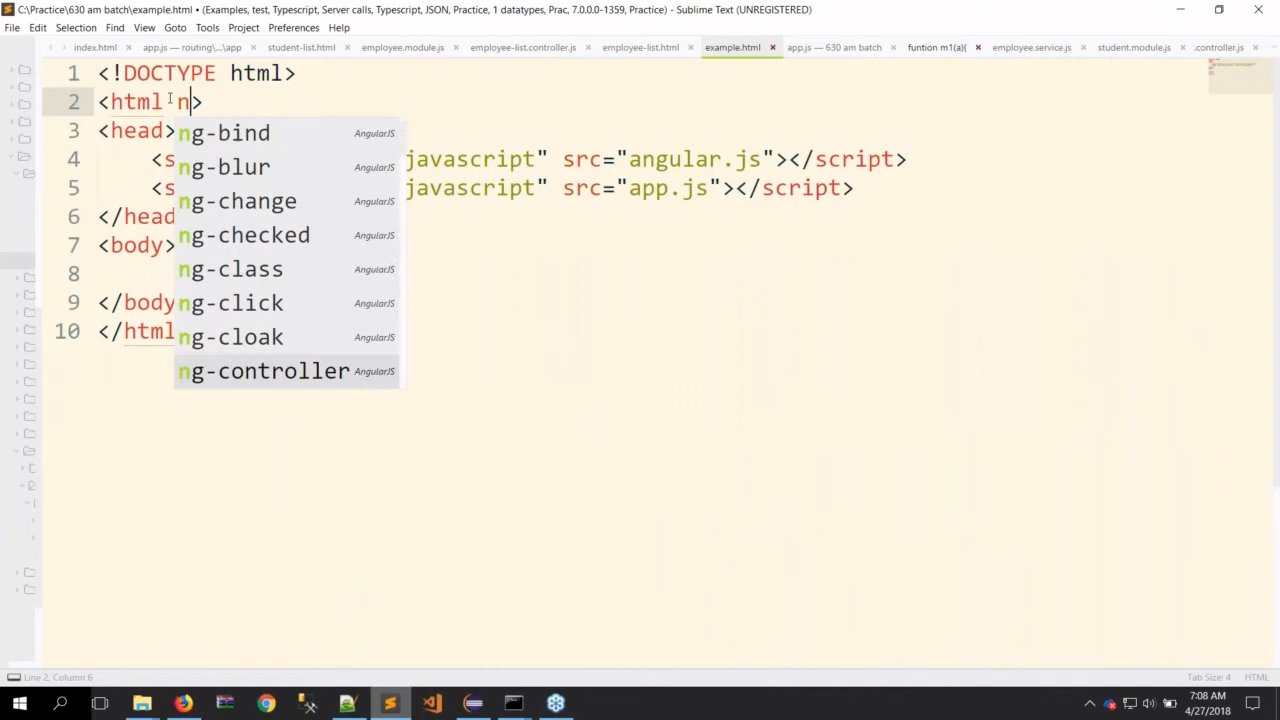 C:\Practice\630 am batch\example.html • (Examples, test, Typescript, Server calls, Typescript, JSON, Practice, 1 datatypes, Prac, 7.0.0.0-1359, Practice) - Sublime Text (UNREGISTERED)
File Edit Selection Find View Goto Tools Project Preferences Help
index.html app.js — routing\...\app student-list.html employee.module.js employee-list.controller.js employee-list.html example.html app.js — 630 am batch funtion m1(a){ employee.service.js student.module.js .controller.js
1 <!DOCTYPE html>
2 <html n>
3 <head>
ng-bind AngularJS
4 <s javascript" src="angular.js"></script>
ng-blur AngularJS
5 <s javascript" src="app.js"></script>
ng-change AngularJS
6 </head
ng-checked AngularJS
7 <body>
ng-class AngularJS
8
ng-click AngularJS
9 </body
10 </html
ng-cloak AngularJS
ng-controller AngularJS
Line 2, Column 6 Tab Size: 4 HTML
7:08 AM
4/27/2018